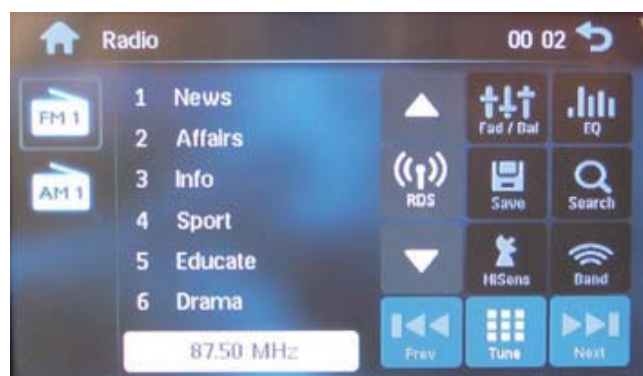 Radio 00 02
FM 1
AM 1
1 News
2 Affairs
3 Info
4 Sport
5 Educate
6 Drama
87.50 MHz
RDS
Fad / Bal
EQ
Save
Search
HiSens
Band
Prev
Tune
Next